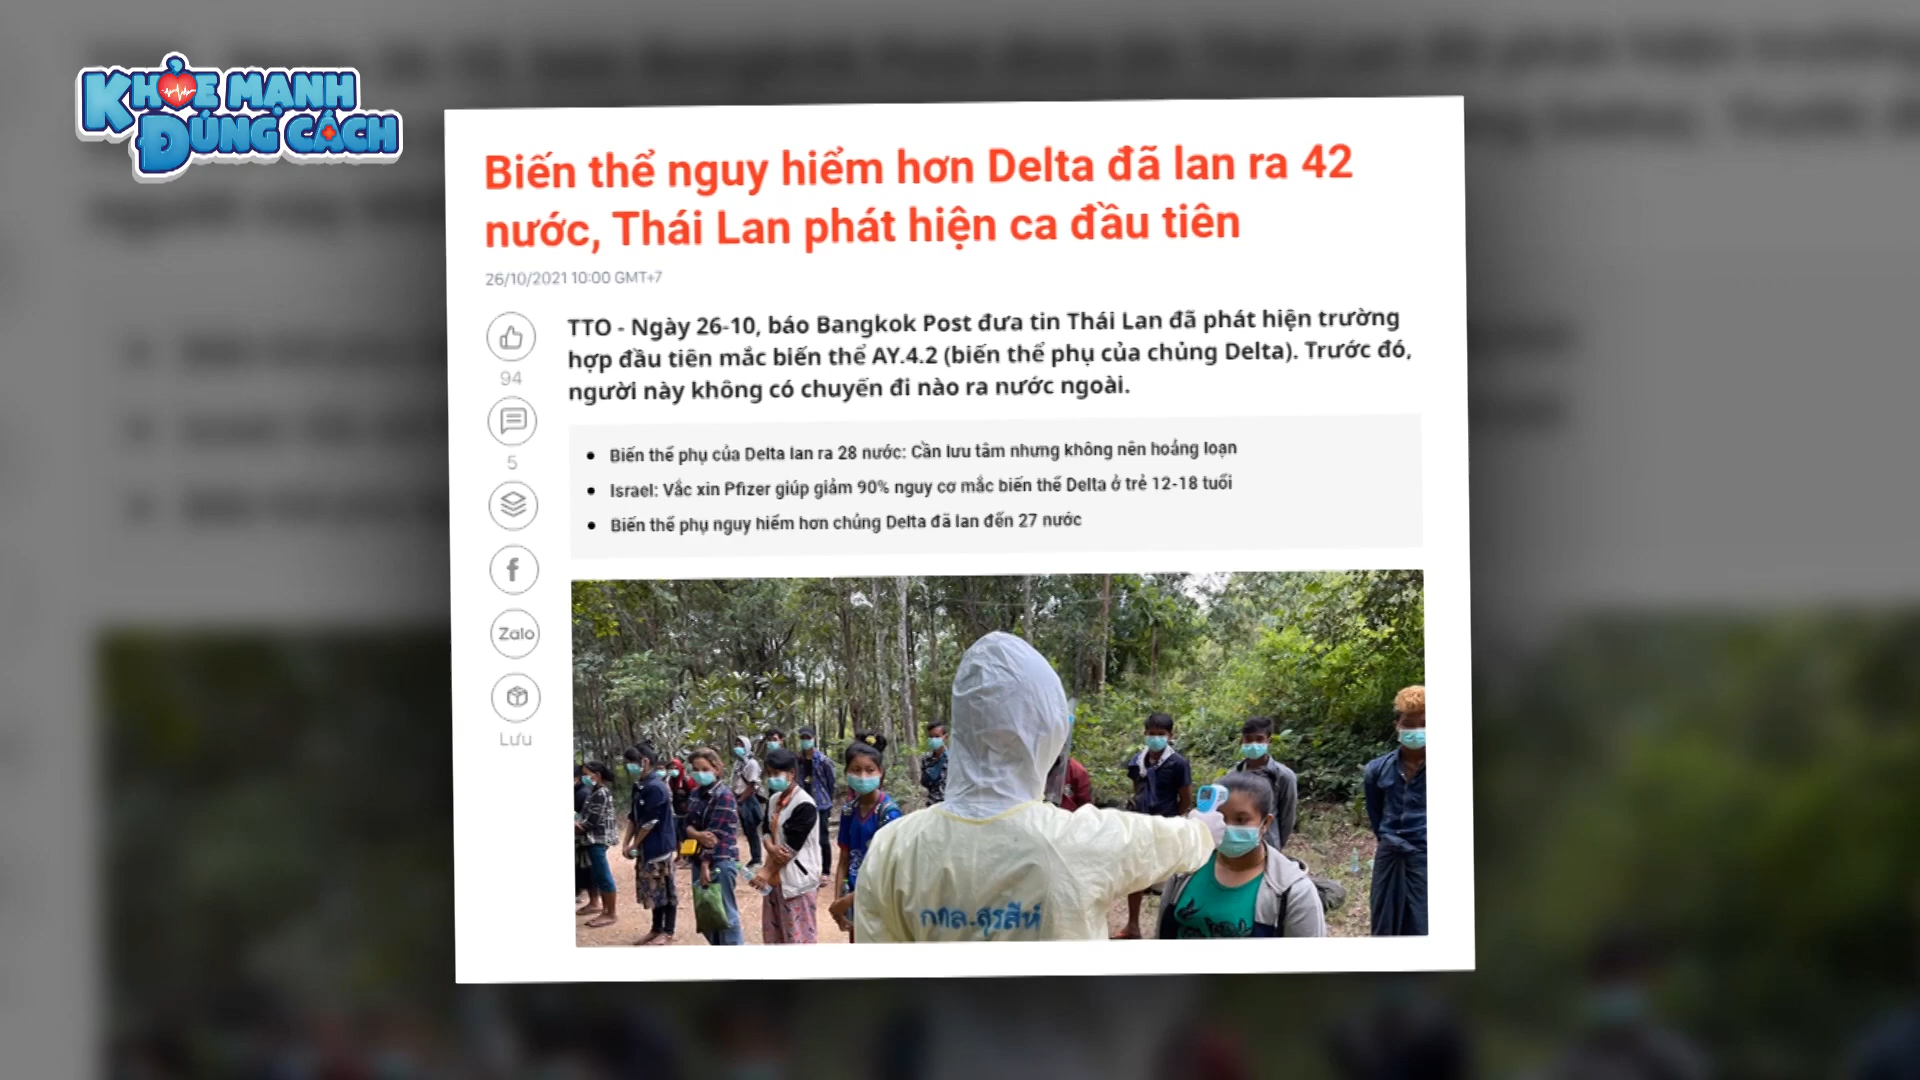 KHỎE MẠNH
ĐÚNG CÁCH
Biến thể nguy hiểm hơn Delta đã lan ra 42
nước, Thái Lan phát hiện ca đầu tiên
26/10/2021 10:00 GMT+7
TTO - Ngày 26-10, báo Bangkok Post đưa tin Thái Lan đã phát hiện trường
hợp đầu tiên mắc biến thể AY.4.2 (biến thể phụ của chủng Delta). Trước đó,
người này không có chuyến đi nào ra nước ngoài.
94
5
Zalo
Lưu
• Biến thể phụ của Delta lan ra 28 nước: Cần lưu tâm nhưng không nên hoảng loạn
• Israel: Vắc xin Pfizer giúp giảm 90% nguy cơ mắc biến thể Delta ở trẻ 12-18 tuổi
• Biến thể phụ nguy hiểm hơn chủng Delta đã lan đến 27 nước
กกล.สุรสีห์